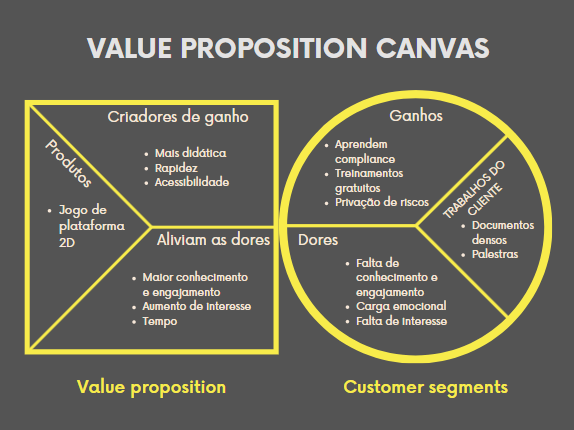 VALUE PROPOSITION CANVAS
Criadores de ganho
• Mais didática
• Rapidez
• Acessibilidade
Produtos
• Jogo de
plataforma
2D
Aliviam as dores
• Maior conhecimento
e engajamento
• Aumento de interesse
• Tempo
Ganhos
• Aprendem
compliance
• Treinamentos
gratuitos
• Privação de riscos
TRABALHOS DO
CLIENTE
• Documentos
densos
• Palestras
Dores
• Falta de
conhecimento e
engajamento
• Carga emocional
• Falta de interesse
Value proposition
Customer segments